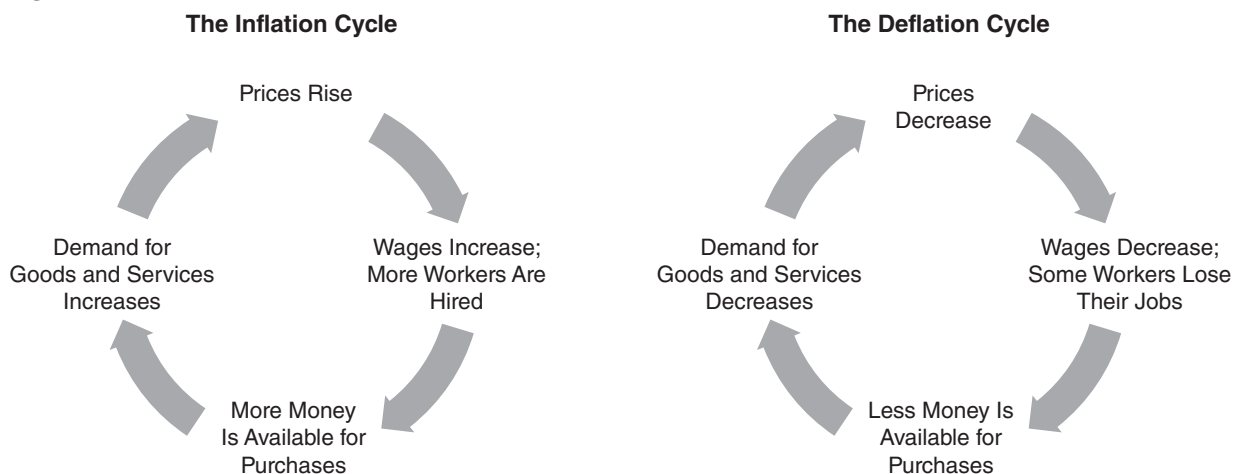 The Inflation Cycle
Prices Rise
Wages Increase;
More Workers Are
Hired
More Money
Is Available for
Purchases
Demand for
Goods and Services
Increases
The Deflation Cycle
Prices
Decrease
Wages Decrease;
Some Workers Lose
Their Jobs
Less Money Is
Available for
Purchases
Demand for
Goods and Services
Decreases